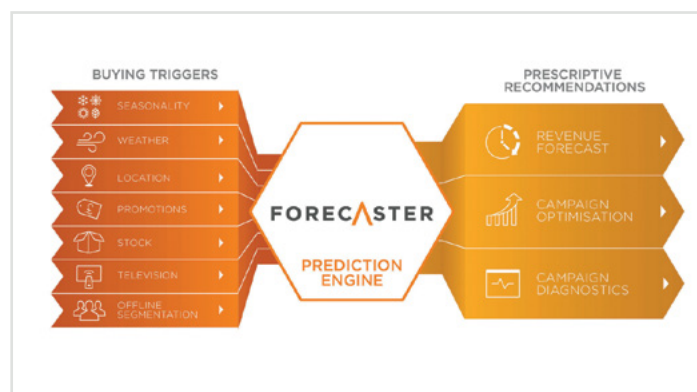 BUYING TRIGGERS
SEASONALITY
WEATHER
LOCATION
PROMOTIONS
STOCK
TELEVISION
OFFLINE
SEGMENTATION
FORECASTER
PREDICTION
ENGINE
PRESCRIPTIVE
RECOMMENDATIONS
REVENUE
FORECAST
CAMPAIGN
OPTIMISATION
CAMPAIGN
DIAGNOSTICS